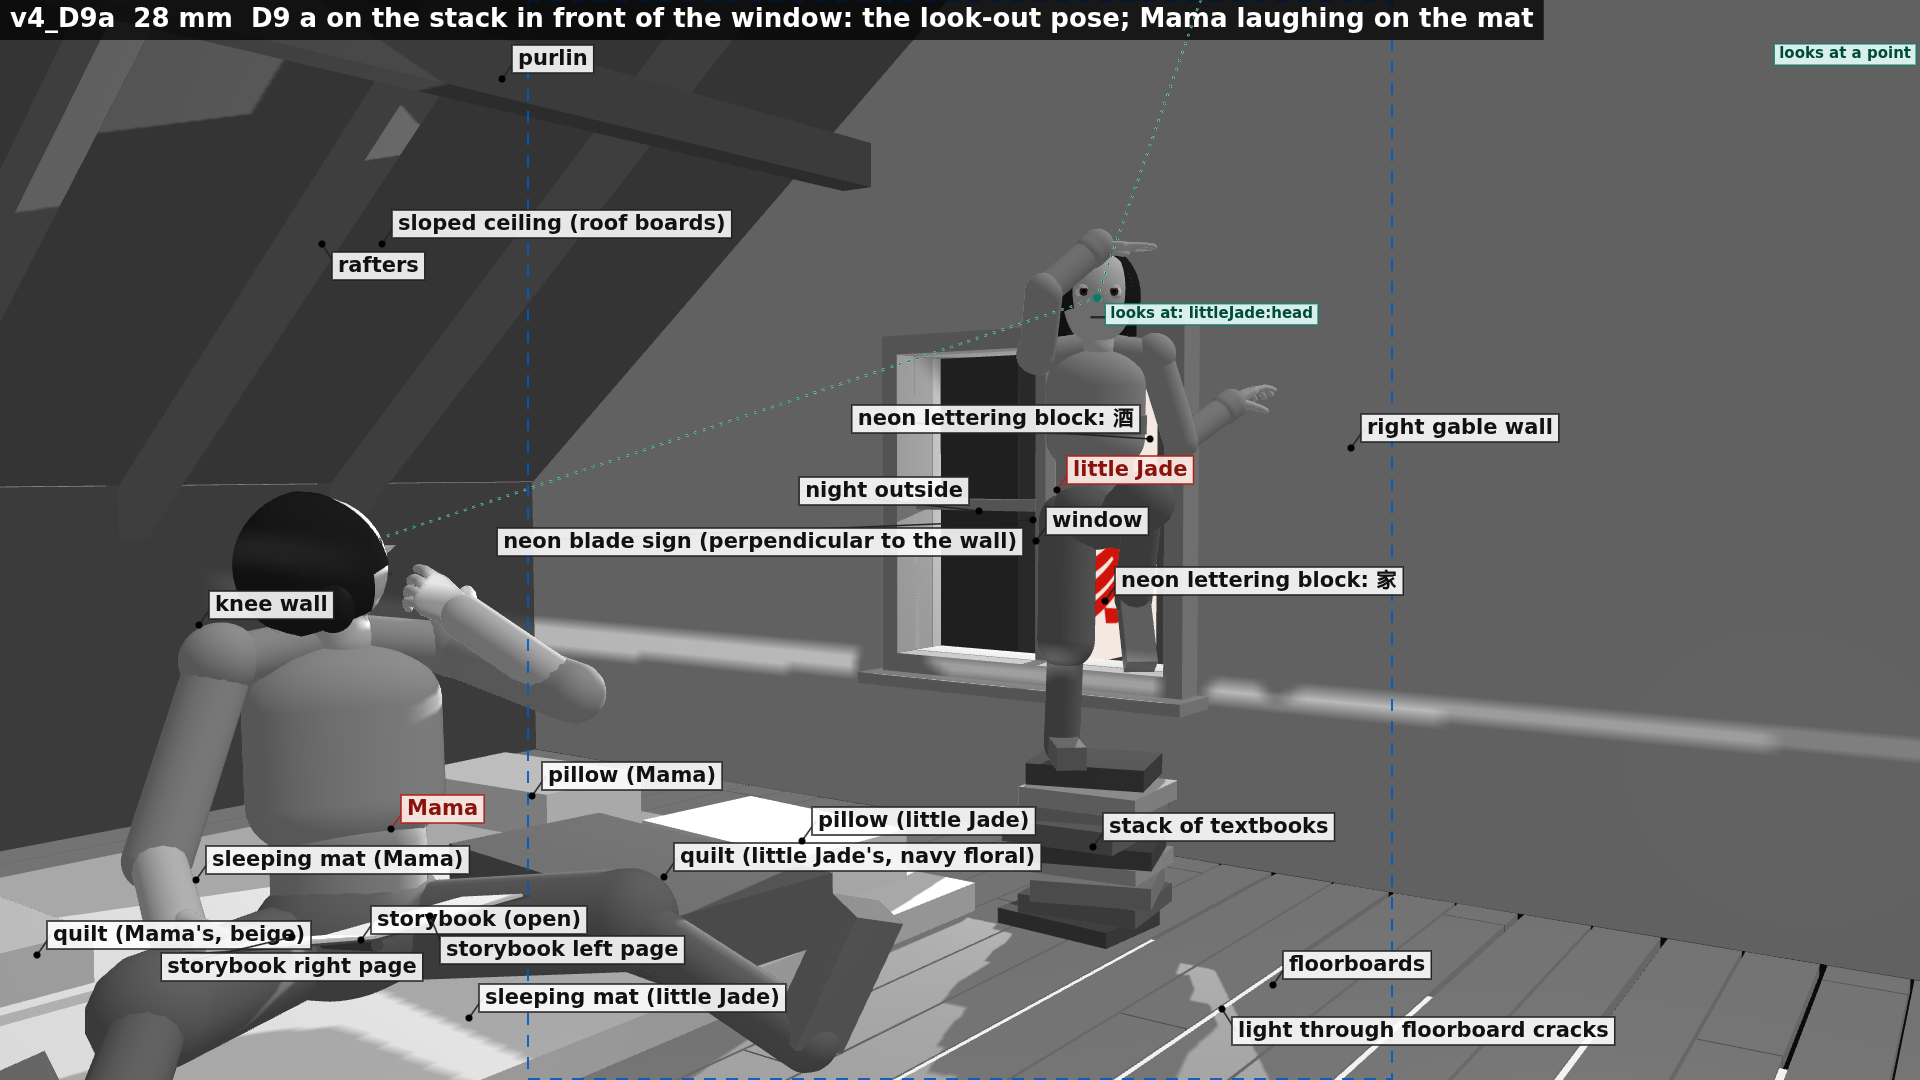 v4_D9a 28 mm D9 a on the stack in front of the window: the look-out pose; Mama laughing on the mat
looks at a point
purlin
sloped ceiling (roof boards)
rafters
looks at: littleJade:head
neon lettering block: 酒
right gable wall
little Jade
night outside
window
neon blade sign (perpendicular to the wall)
neon lettering block: 家
knee wall
pillow (Mama)
Mama
pillow (little Jade)
stack of textbooks
sleeping mat (Mama)
quilt (little Jade's, navy floral)
storybook (open)
quilt (Mama's, beige)
storybook left page
storybook right page
floorboards
sleeping mat (little Jade)
light through floorboard cracks